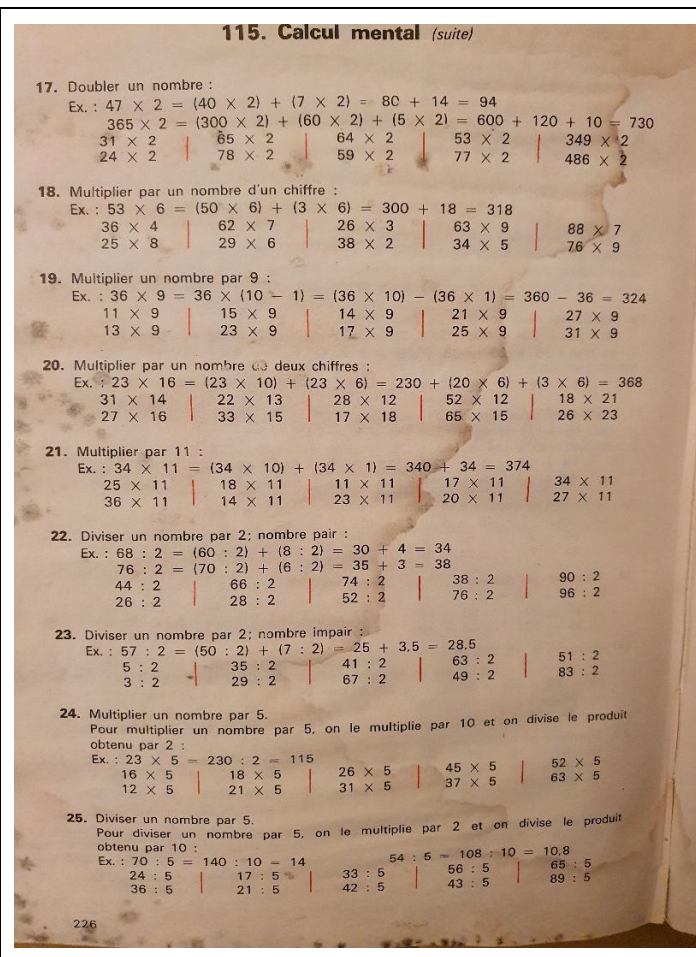 115. Calcul mental (suite)
17. Doubler un nombre :
Ex. : 47 × 2 = (40 × 2) + (7 × 2) = 80 + 14 = 94
365 × 2 = (300 × 2) + (60 × 2) + (5 × 2) = 600 + 120 + 10 = 730
31 × 2 | 65 × 2 | 64 × 2 | 53 × 2 | 349 × 2
24 × 2 | 78 × 2 | 59 × 2 | 77 × 2 | 486 × 2
18. Multiplier par un nombre d'un chiffre :
Ex. : 53 × 6 = (50 × 6) + (3 × 6) = 300 + 18 = 318
36 × 4 | 62 × 7 | 26 × 3 | 63 × 9 | 88 × 7
25 × 8 | 29 × 6 | 38 × 2 | 34 × 5 | 76 × 9
19. Multiplier un nombre par 9 :
Ex. : 36 × 9 = 36 × (10 − 1) = (36 × 10) − (36 × 1) = 360 − 36 = 324
11 × 9 | 15 × 9 | 14 × 9 | 21 × 9 | 27 × 9
13 × 9 | 23 × 9 | 17 × 9 | 25 × 9 | 31 × 9
20. Multiplier par un nombre de deux chiffres :
Ex. : 23 × 16 = (23 × 10) + (23 × 6) = 230 + (20 × 6) + (3 × 6) = 368
31 × 14 | 22 × 13 | 28 × 12 | 52 × 12 | 18 × 21
27 × 16 | 33 × 15 | 17 × 18 | 65 × 15 | 26 × 23
21. Multiplier par 11 :
Ex. : 34 × 11 = (34 × 10) + (34 × 1) = 340 + 34 = 374
25 × 11 | 18 × 11 | 11 × 11 | 17 × 11 | 34 × 11
36 × 11 | 14 × 11 | 23 × 11 | 20 × 11 | 27 × 11
22. Diviser un nombre par 2; nombre pair :
Ex. : 68 : 2 = (60 : 2) + (8 : 2) = 30 + 4 = 34
76 : 2 = (70 : 2) + (6 : 2) = 35 + 3 = 38
44 : 2 | 66 : 2 | 74 : 2 | 38 : 2 | 90 : 2
26 : 2 | 28 : 2 | 52 : 2 | 76 : 2 | 96 : 2
23. Diviser un nombre par 2; nombre impair :
Ex. : 57 : 2 = (50 : 2) + (7 : 2) = 25 + 3,5 = 28,5
5 : 2 | 35 : 2 | 41 : 2 | 63 : 2 | 51 : 2
3 : 2 | 29 : 2 | 67 : 2 | 49 : 2 | 83 : 2
24. Multiplier un nombre par 5.
Pour multiplier un nombre par 5, on le multiplie par 10 et on divise le produit
obtenu par 2 :
Ex. : 23 × 5 = 230 : 2 = 115
16 × 5 | 18 × 5 | 26 × 5 | 45 × 5 | 52 × 5
12 × 5 | 21 × 5 | 31 × 5 | 37 × 5 | 63 × 5
25. Diviser un nombre par 5.
Pour diviser un nombre par 5, on le multiplie par 2 et on divise le produit
obtenu par 10 :
Ex. : 70 : 5 = 140 : 10 = 14 54 : 5 = 108 : 10 = 10,8
24 : 5 | 17 : 5 | 33 : 5 | 56 : 5 | 65 : 5
36 : 5 | 21 : 5 | 42 : 5 | 43 : 5 | 89 : 5
226